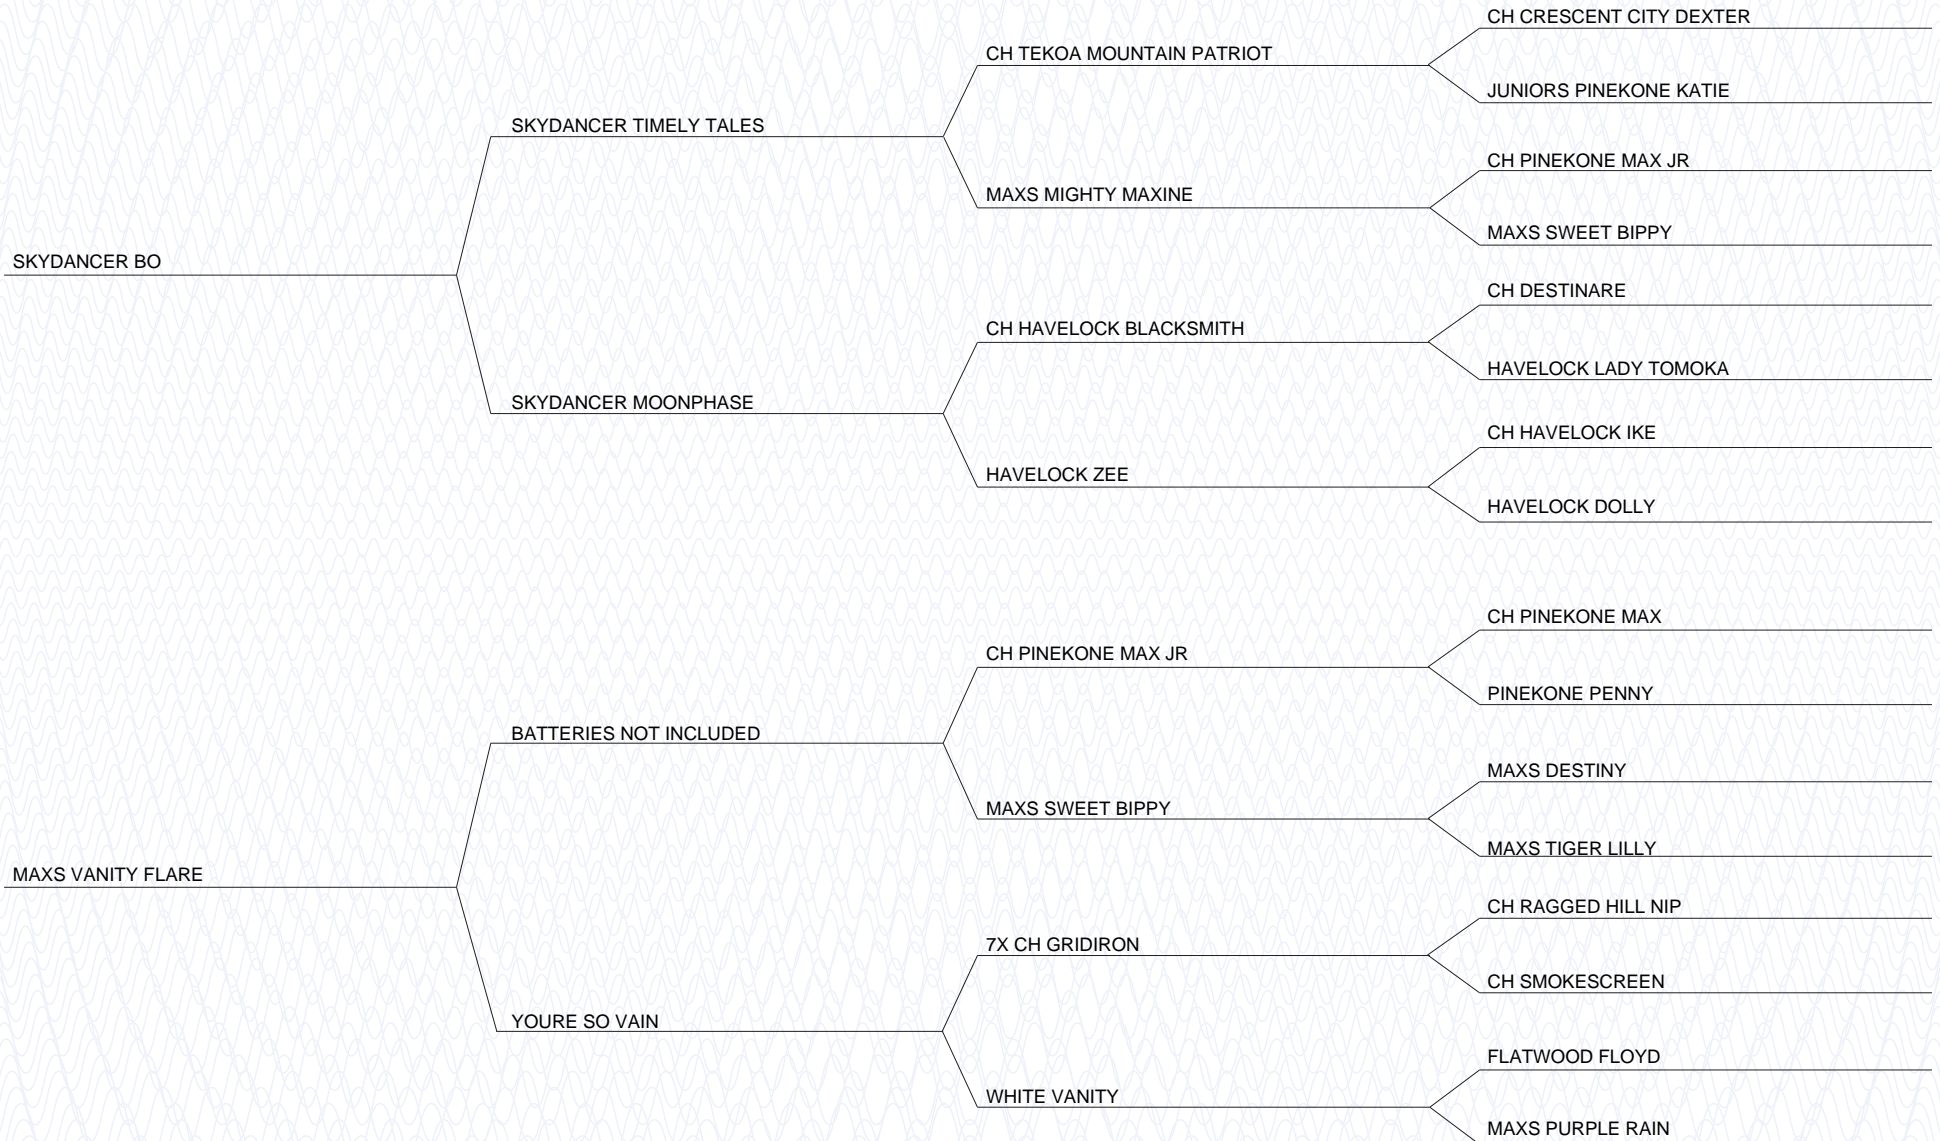 CH CRESCENT CITY DEXTER
CH TEKOA MOUNTAIN PATRIOT
JUNIORS PINEKONE KATIE
SKYDANCER TIMELY TALES
CH PINEKONE MAX JR
MAXS MIGHTY MAXINE
MAXS SWEET BIPPY
SKYDANCER BO
CH DESTINARE
CH HAVELOCK BLACKSMITH
HAVELOCK LADY TOMOKA
SKYDANCER MOONPHASE
CH HAVELOCK IKE
HAVELOCK ZEE
HAVELOCK DOLLY
CH PINEKONE MAX
CH PINEKONE MAX JR
PINEKONE PENNY
BATTERIES NOT INCLUDED
MAXS DESTINY
MAXS SWEET BIPPY
MAXS TIGER LILLY
MAXS VANITY FLARE
CH RAGGED HILL NIP
7X CH GRIDIRON
CH SMOKESCREEN
YOURE SO VAIN
FLATWOOD FLOYD
WHITE VANITY
MAXS PURPLE RAIN